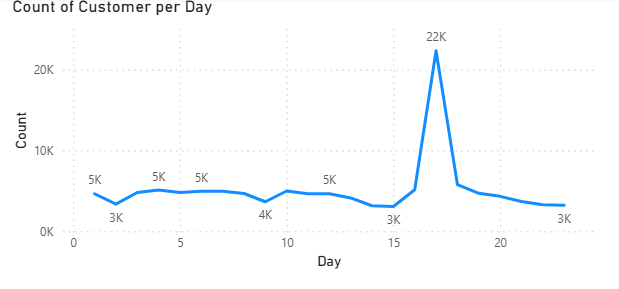 Count of Customer per Day
22K
20K
Count
10K
5K
5K
5K
5K
3K
4K
3K
3K
0K
0
5
10
15
20
Day